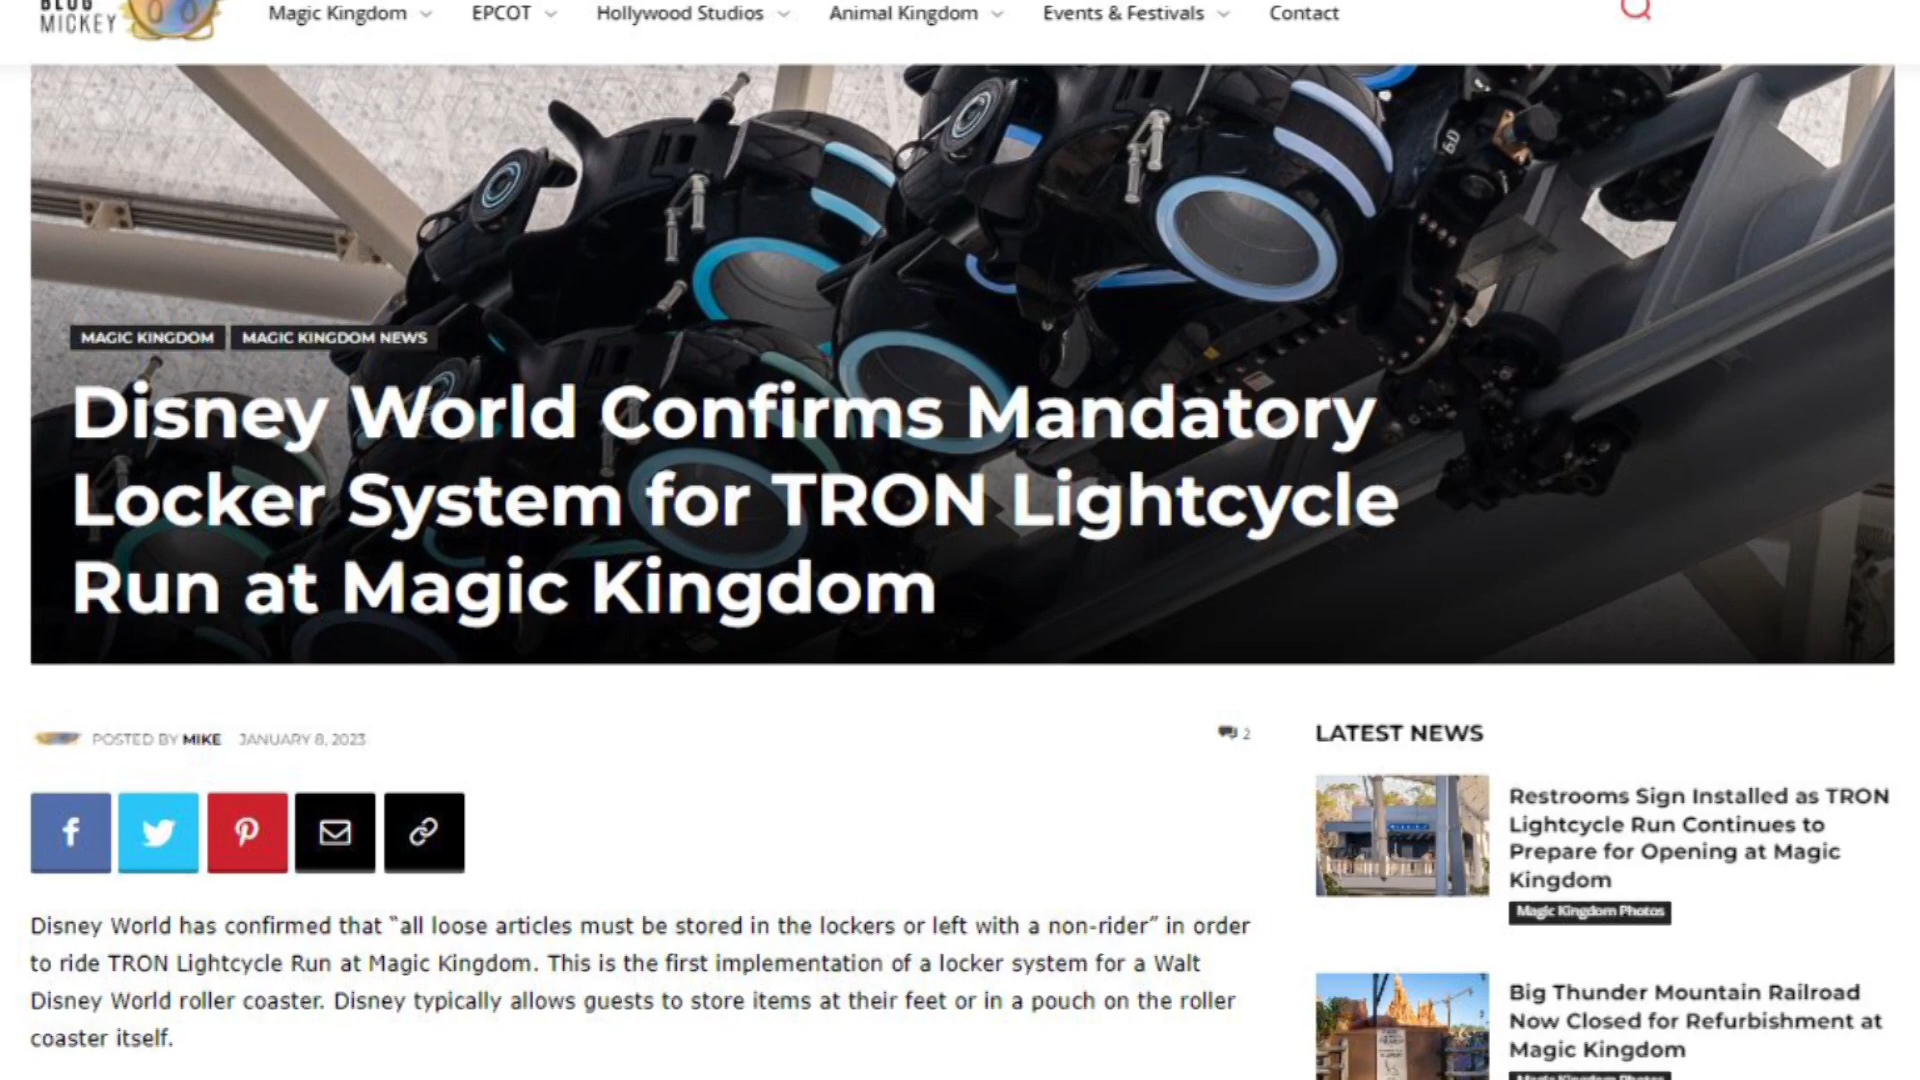 BLOG
MICKEY
Magic Kingdom
EPCOT
Hollywood Studios
Animal Kingdom
Events & Festivals
Contact
MAGIC KINGDOM
MAGIC KINGDOM NEWS
Disney World Confirms Mandatory
Locker System for TRON Lightcycle
Run at Magic Kingdom
POSTED BY MIKE JANUARY 8, 2023
2
Disney World has confirmed that “all loose articles must be stored in the lockers or left with a non-rider” in order
to ride TRON Lightcycle Run at Magic Kingdom. This is the first implementation of a locker system for a Walt
Disney World roller coaster. Disney typically allows guests to store items at their feet or in a pouch on the roller
coaster itself.
LATEST NEWS
Restrooms Sign Installed as TRON
Lightcycle Run Continues to
Prepare for Opening at Magic
Kingdom
Magic Kingdom Photos
Big Thunder Mountain Railroad
Now Closed for Refurbishment at
Magic Kingdom
Magic Kingdom Photos